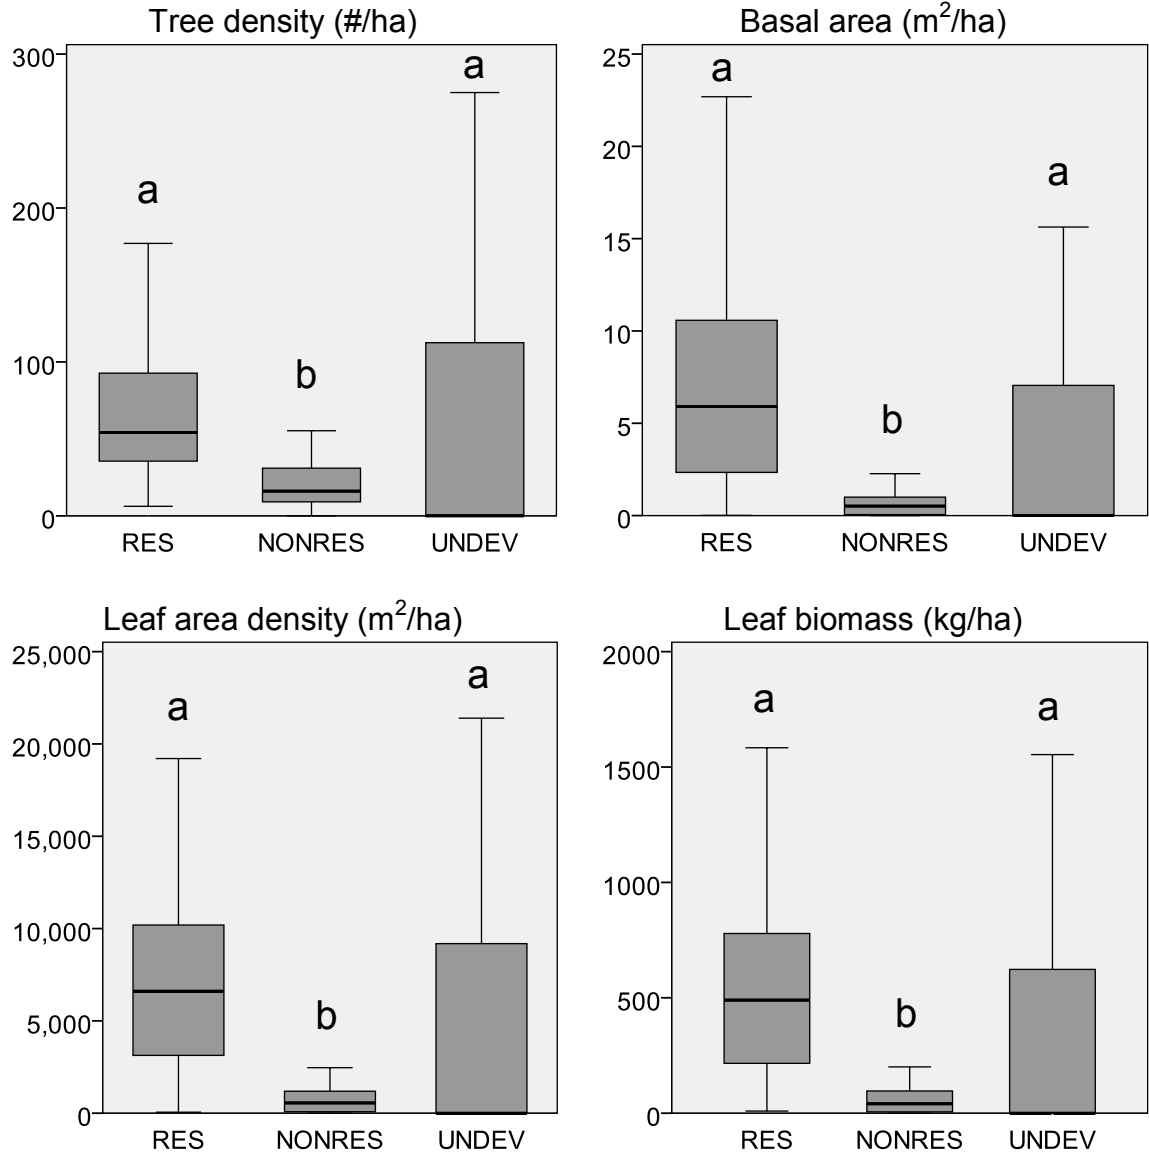 Tree density (#/ha)
300
200
100
0
a
b
a
RES NONRES UNDEV
Basal area (m²/ha)
25
20
15
10
5
0
a
b
a
RES NONRES UNDEV
Leaf area density (m²/ha)
25,000
20,000
15,000
10,000
5,000
0
a
b
a
RES NONRES UNDEV
Leaf biomass (kg/ha)
2000
1500
1000
500
0
a
b
a
RES NONRES UNDEV